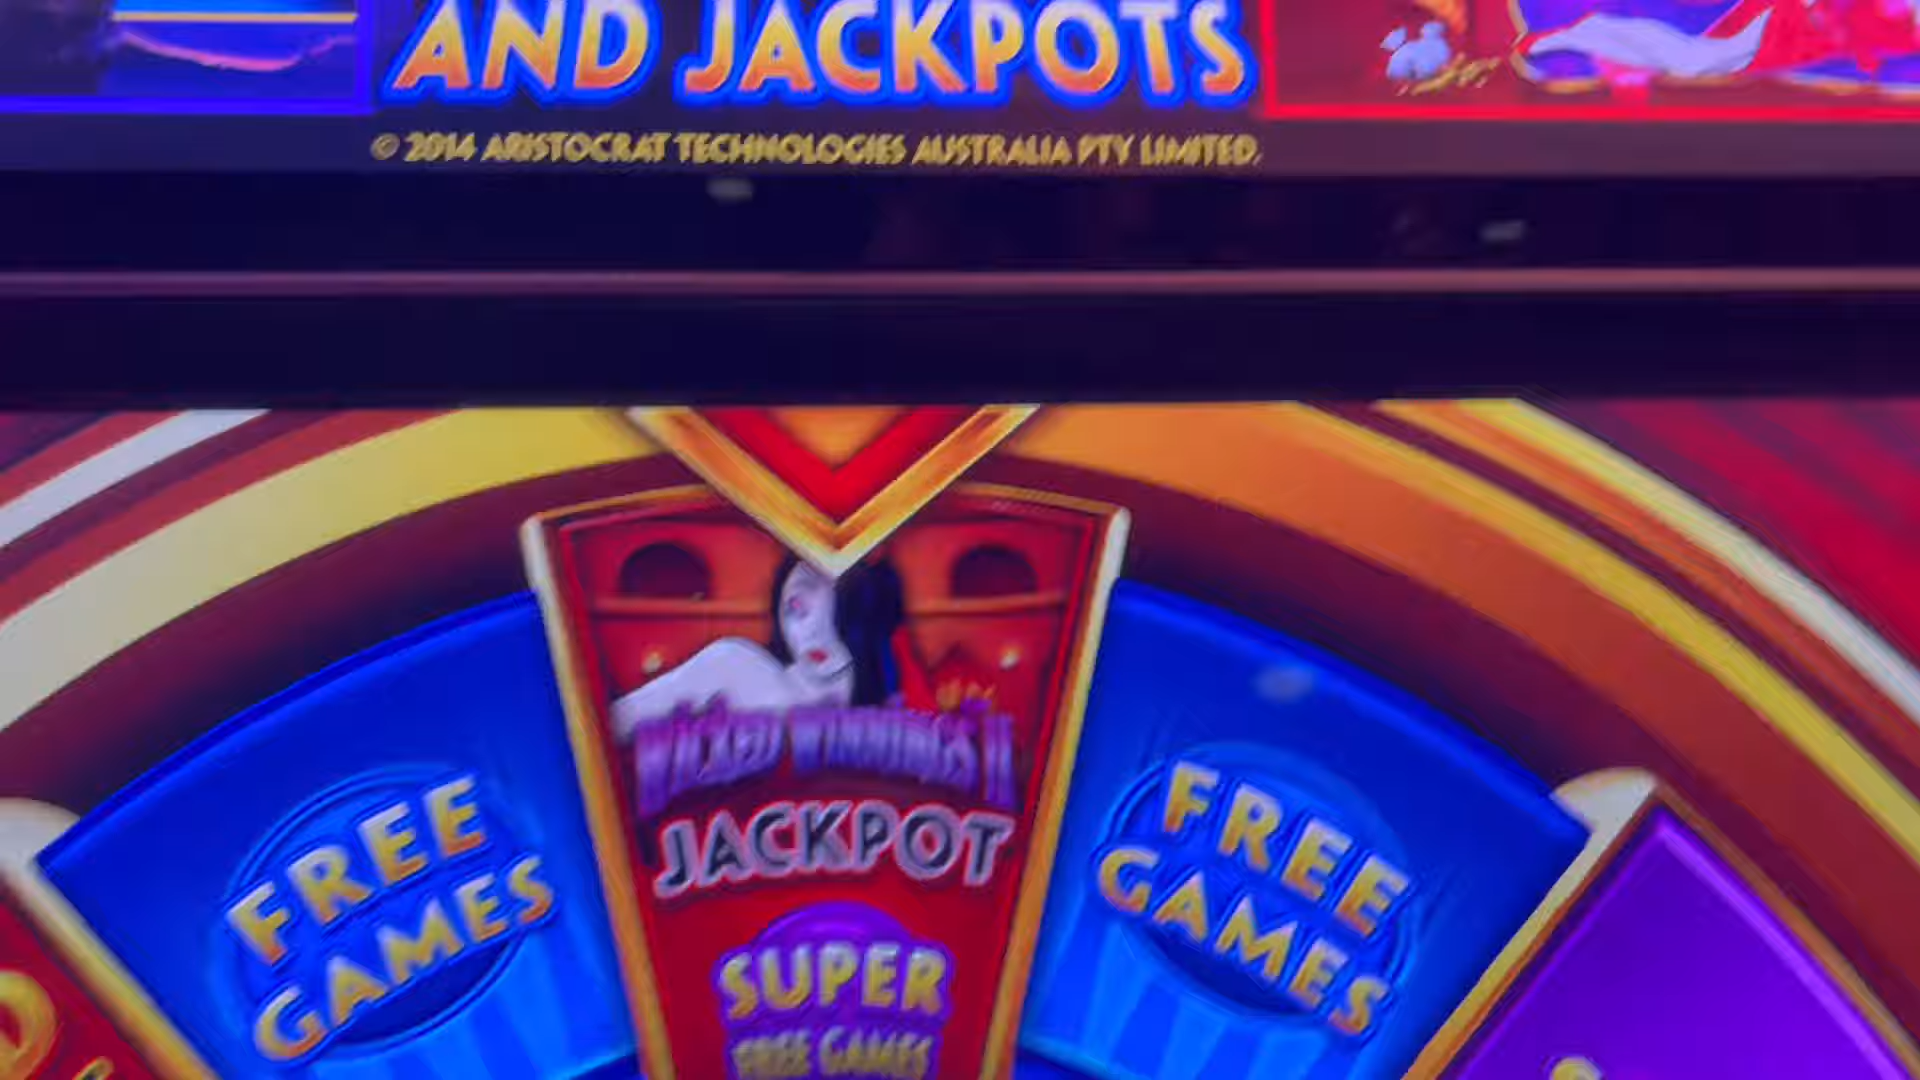 AND JACKPOTS
© 2014 ARISTOCRAT TECHNOLOGIES AUSTRALIA PTY LIMITED.
WICKED WINNINGS II
JACKPOT
SUPER
FREE GAMES
FREE
GAMES
FREE
GAMES